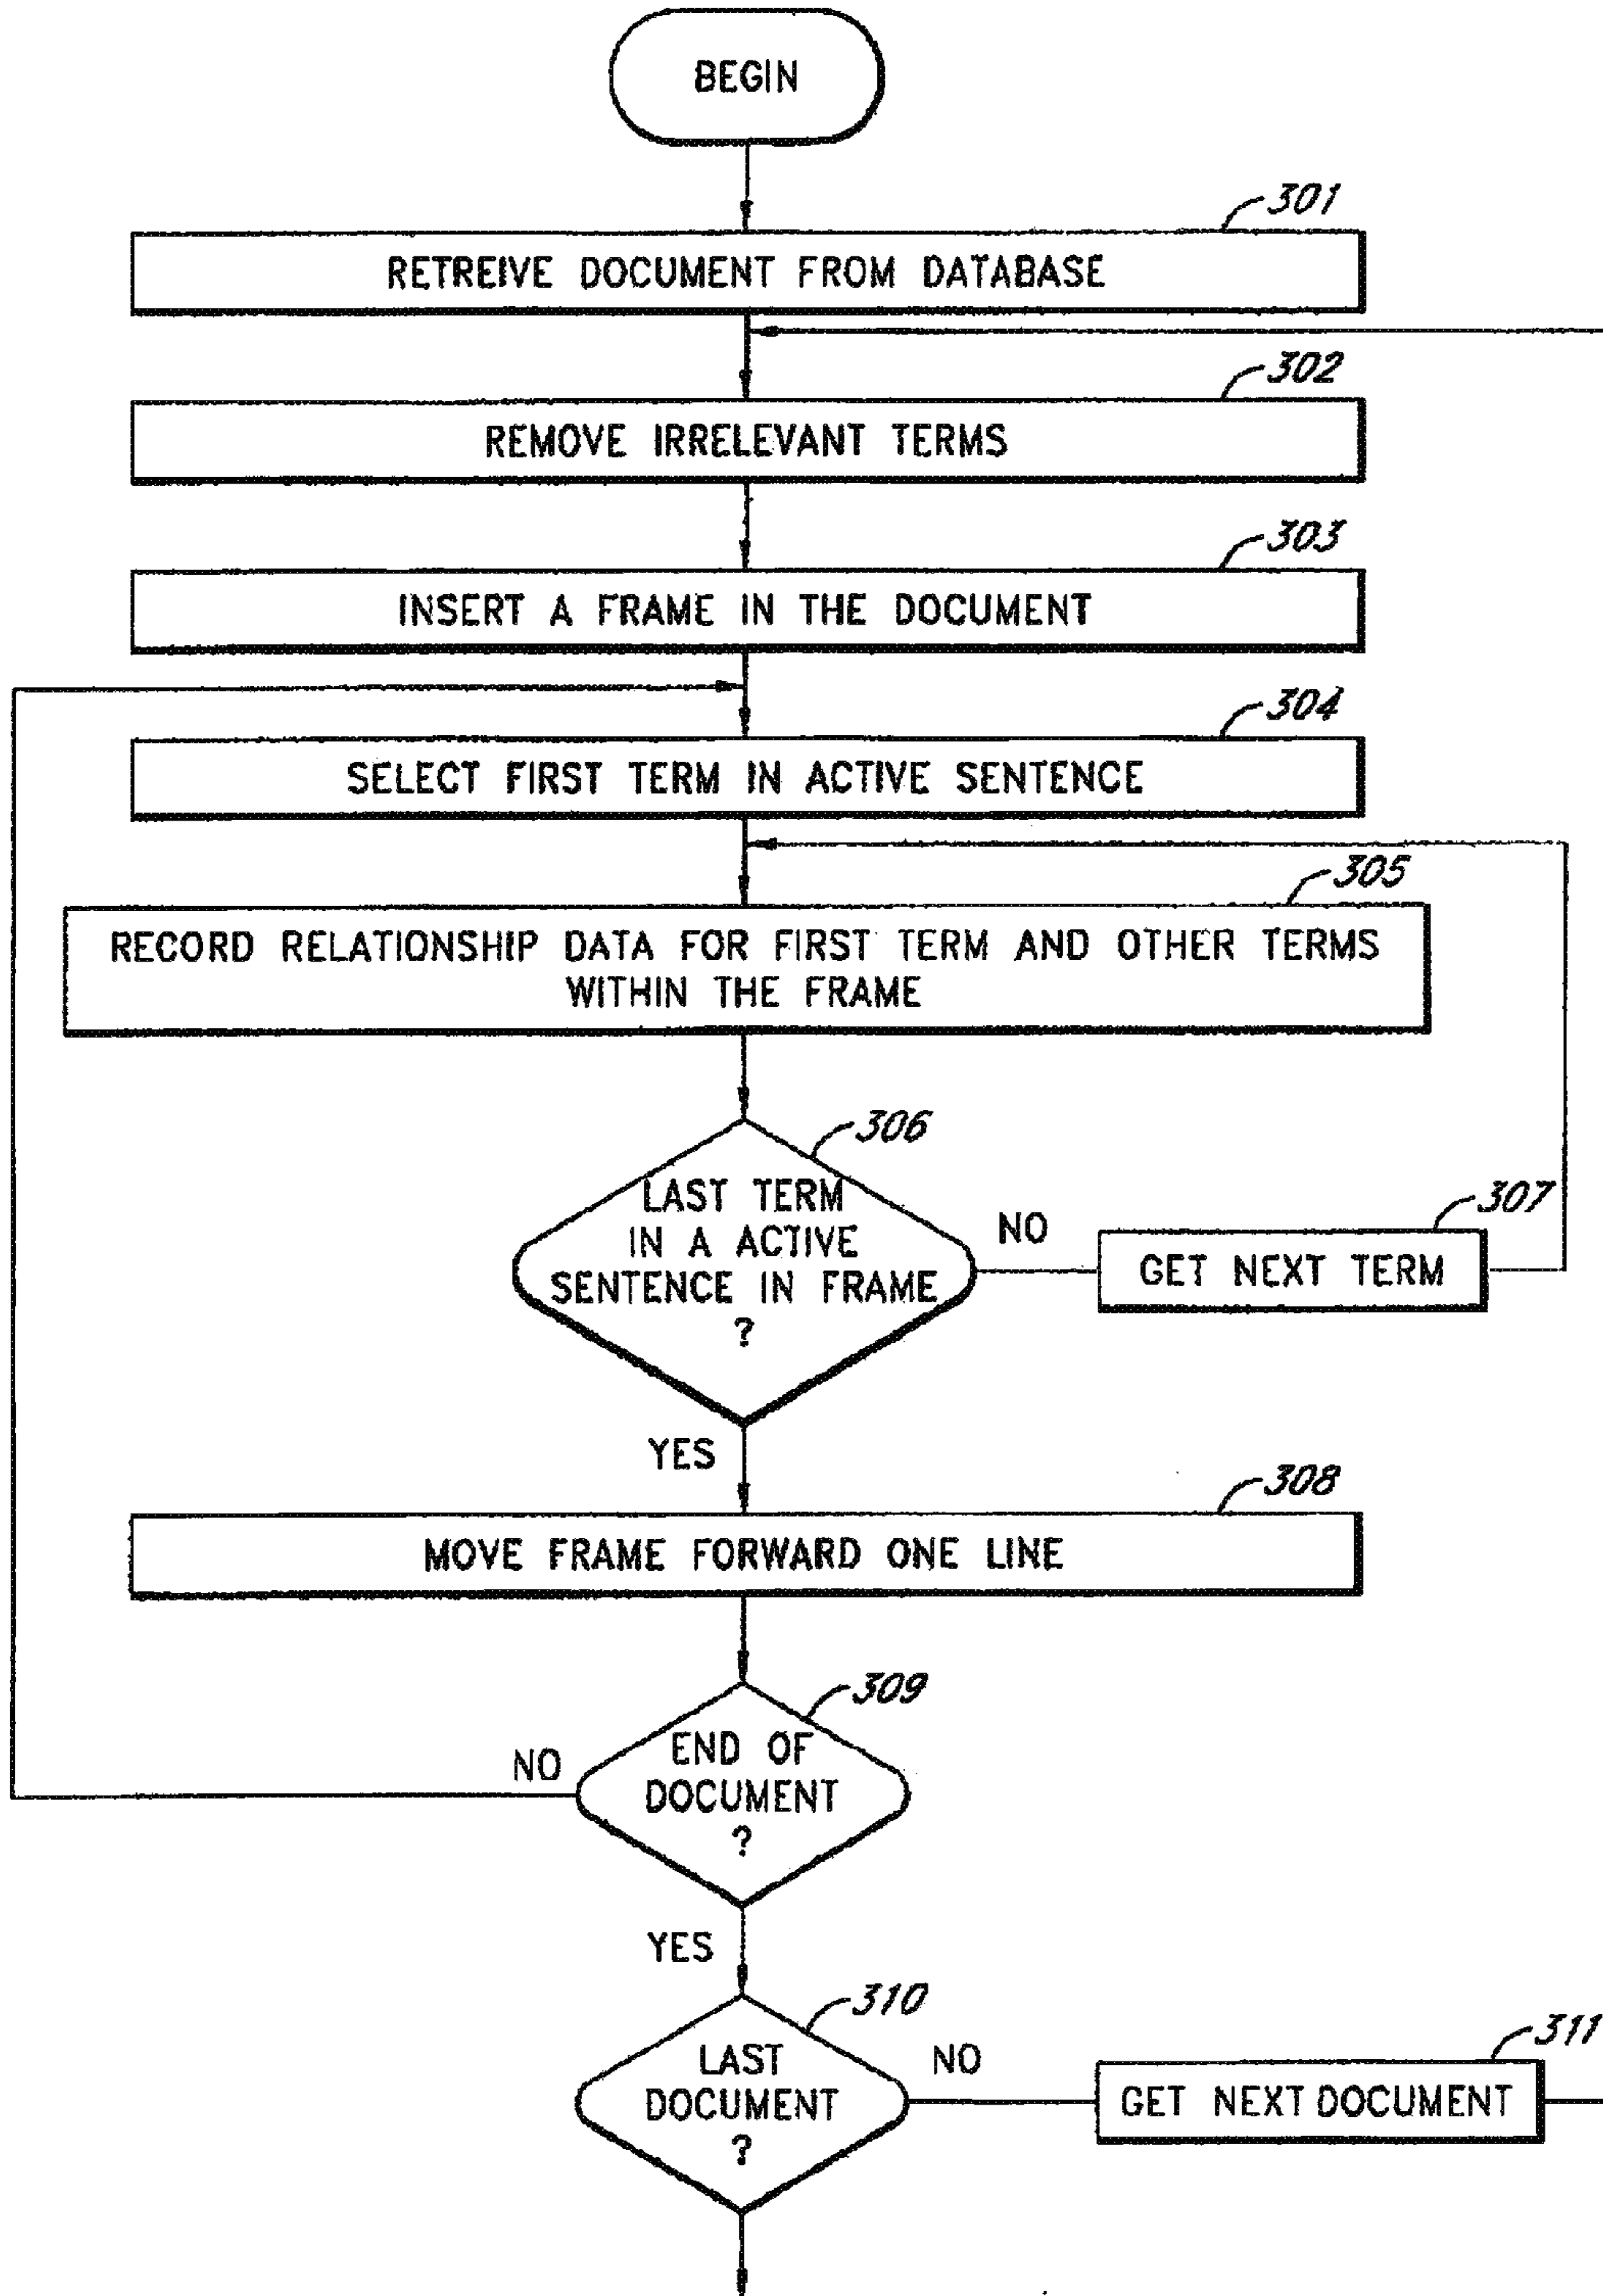 BEGIN
301
RETREIVE DOCUMENT FROM DATABASE
302
REMOVE IRRELEVANT TERMS
303
INSERT A FRAME IN THE DOCUMENT
304
SELECT FIRST TERM IN ACTIVE SENTENCE
305
RECORD RELATIONSHIP DATA FOR FIRST TERM AND OTHER TERMS
WITHIN THE FRAME
306
LAST TERM
IN A ACTIVE
SENTENCE IN FRAME
?
NO
307
GET NEXT TERM
YES
308
MOVE FRAME FORWARD ONE LINE
309
END OF
DOCUMENT
?
NO
YES
310
LAST
DOCUMENT
?
NO
311
GET NEXT DOCUMENT